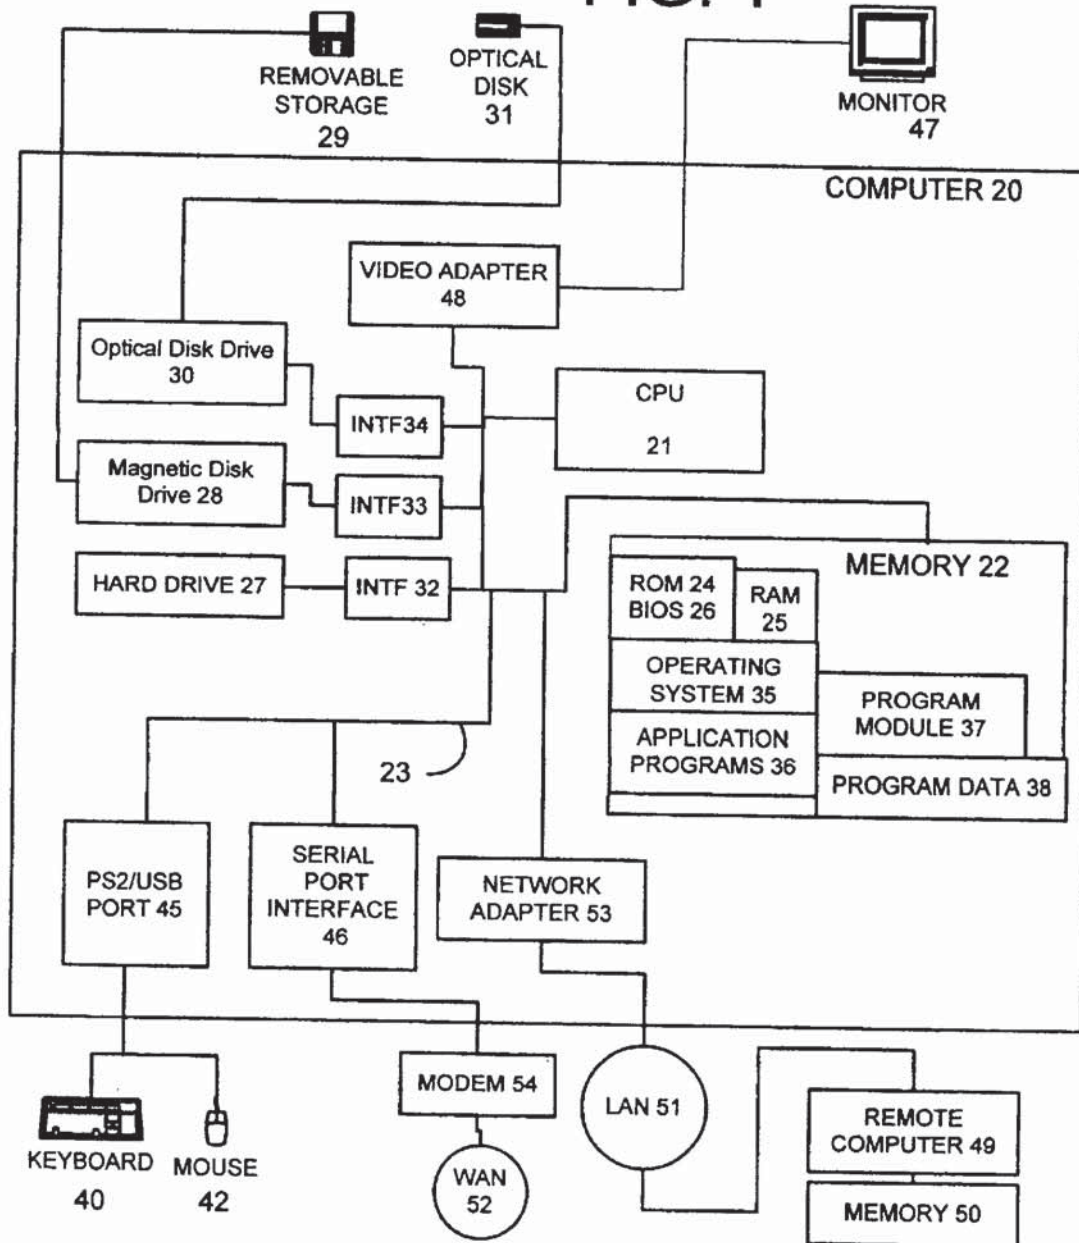 REMOVABLE
STORAGE
29
OPTICAL
DISK
31
MONITOR
47
COMPUTER 20
VIDEO ADAPTER
48
Optical Disk Drive
30
INTF34
CPU
21
Magnetic Disk
Drive 28
INTF33
HARD DRIVE 27
INTF 32
MEMORY 22
ROM 24
BIOS 26
RAM
25
OPERATING
SYSTEM 35
PROGRAM
MODULE 37
APPLICATION
PROGRAMS 36
PROGRAM DATA 38
23
PS2/USB
PORT 45
SERIAL
PORT
INTERFACE
46
NETWORK
ADAPTER 53
MODEM 54
LAN 51
REMOTE
COMPUTER 49
KEYBOARD
40
MOUSE
42
WAN
52
MEMORY 50